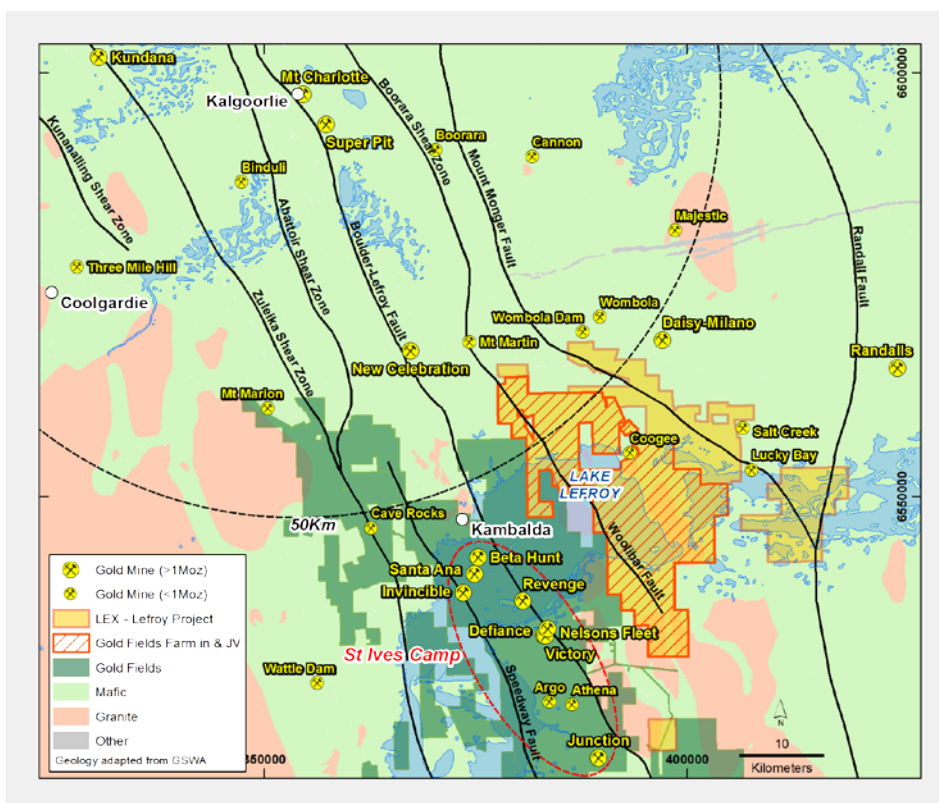 Kundana
Mt Charlotte
Kalgoorlie
Super Pit
Boorara Shear Zone
Boorara
Cannon
6600000
Kunanalling Shear Zone
Binduli
Abattoir Shear Zone
Mount Monger Fault
Majestic
Three Mile Hill
Coolgardie
Zuleika Shear Zone
Boulder-Lefroy Fault
Randall Fault
Wombola
Wombola Dam
Daisy-Milano
Mt Martin
New Celebration
Randalls
Mt Marion
Salt Creek
Coogee
Lucky Bay
LAKE
LEFROY
6550000
50Km
Cave Rocks
Kambalda
Woolibar Fault
Beta Hunt
Santa Ana
Invincible
Revenge
Defiance
Nelsons Fleet
Victory
St Ives Camp
Speedway Fault
Wattle Dam
Argo
Athena
Junction
Gold Mine (>1Moz)
Gold Mine (<1Moz)
LEX - Lefroy Project
Gold Fields Farm in & JV
Gold Fields
Mafic
Granite
Other
Geology adapted from GSWA
350000
400000
N
10
Kilometers